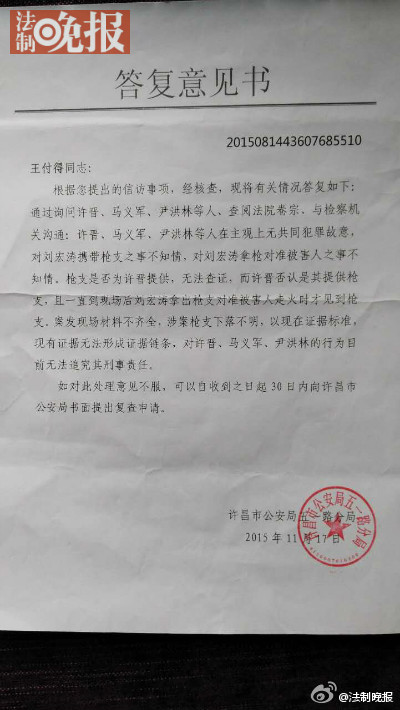 法制晚报
答复意见书
2015081443607685510
王付得同志：
根据您提出的信访事项，经核查，现将有关情况答复如下：
通过询问许晋、马义军、尹洪林等人、查阅法院卷宗，与检察机
关沟通：许晋、马义军、尹洪林等人在主观上无共同犯罪故意，
对刘宏涛携带枪支之事不知情，对刘宏涛拿枪对准被害人之事不
知情。枪支是否为许晋提供，无法查证，而许晋否认是其提供枪
支，且一直到现场后刘宏涛拿出枪支对准被害人走火时才见到枪
支。案发现场材料不齐全，涉案枪支下落不明，以现在证据标准，
现有证据无法形成证据链条，对许晋、马义军、尹洪林的行为目
前无法追究其刑事责任。
如对此处理意见不服，可以自收到之日起30日内向许昌市
公安局书面提出复查申请。
许昌市公安局五一路分局
2015年11月17日
许昌市公安局五一路分局
@法制晚报